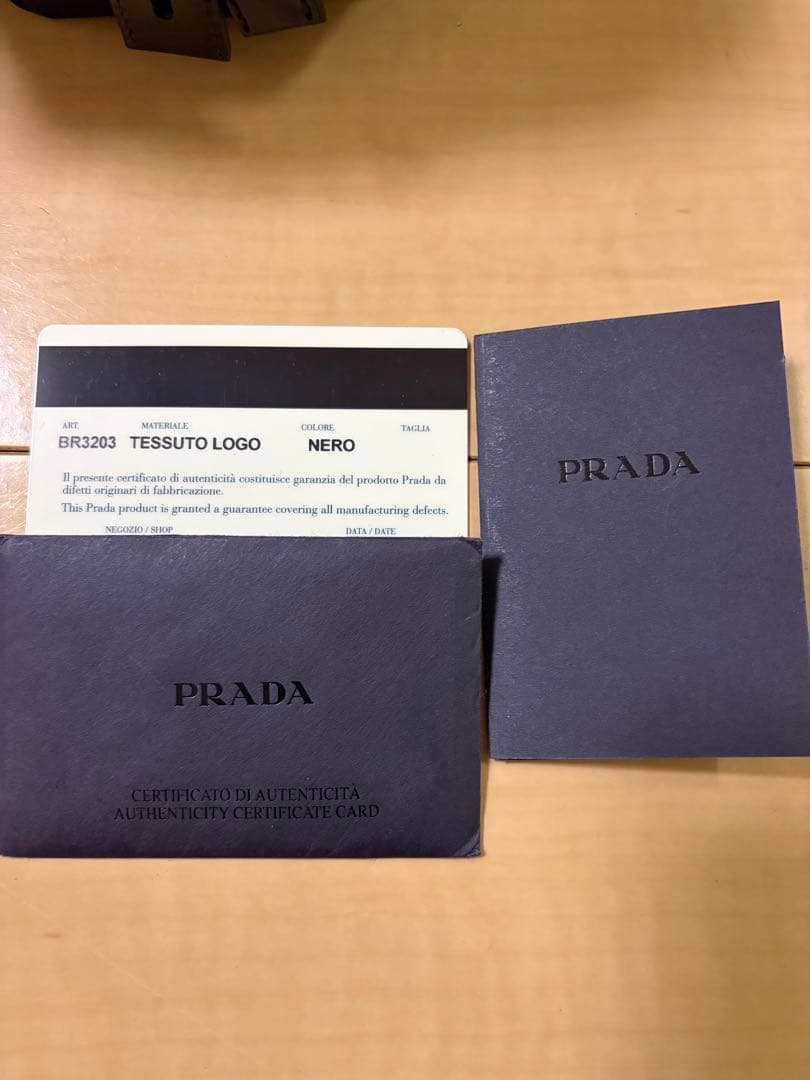 ART. MATERIALE COLORE TAGLIA
BR3203 TESSUTO LOGO NERO
Il presente certificato di autenticità costituisce garanzia del prodotto Prada da
difetti originari di fabbricazione.
This Prada product is granted a guarantee covering all manufacturing defects.
NEGOZIO / SHOP DATA / DATE
PRADA
CERTIFICATO DI AUTENTICITÀ
AUTHENTICITY CERTIFICATE CARD
PRADA